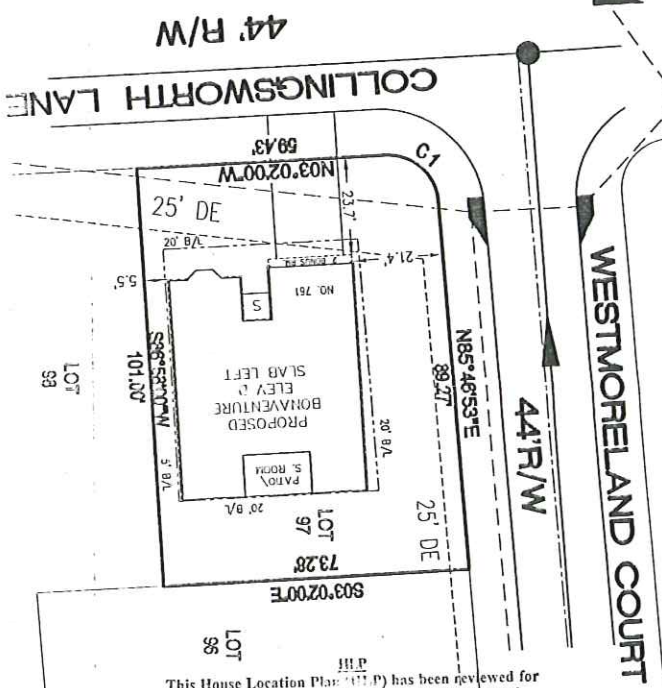 44' R/W
COLLINGSWORTH LANE
59.43'
N03°02'00"W
C1
25' DE
23.7'
20' B/L
21.4'
5.5'
NO. 761
S
LOT
98
S86°58'00"W
101.00'
PROPOSED
BONAVENTURE
ELEV D
SLAB LEFT
N85°46'53"E
89.27'
5' B/L
20' B/L
PATIO\
S. ROOM
20' B/L
LOT
97
25' DE
44'R/W
WESTMORELAND COURT
73.28'
S03°02'00"E
LOT
96
This House Location Plan (HLP) has been reviewed for